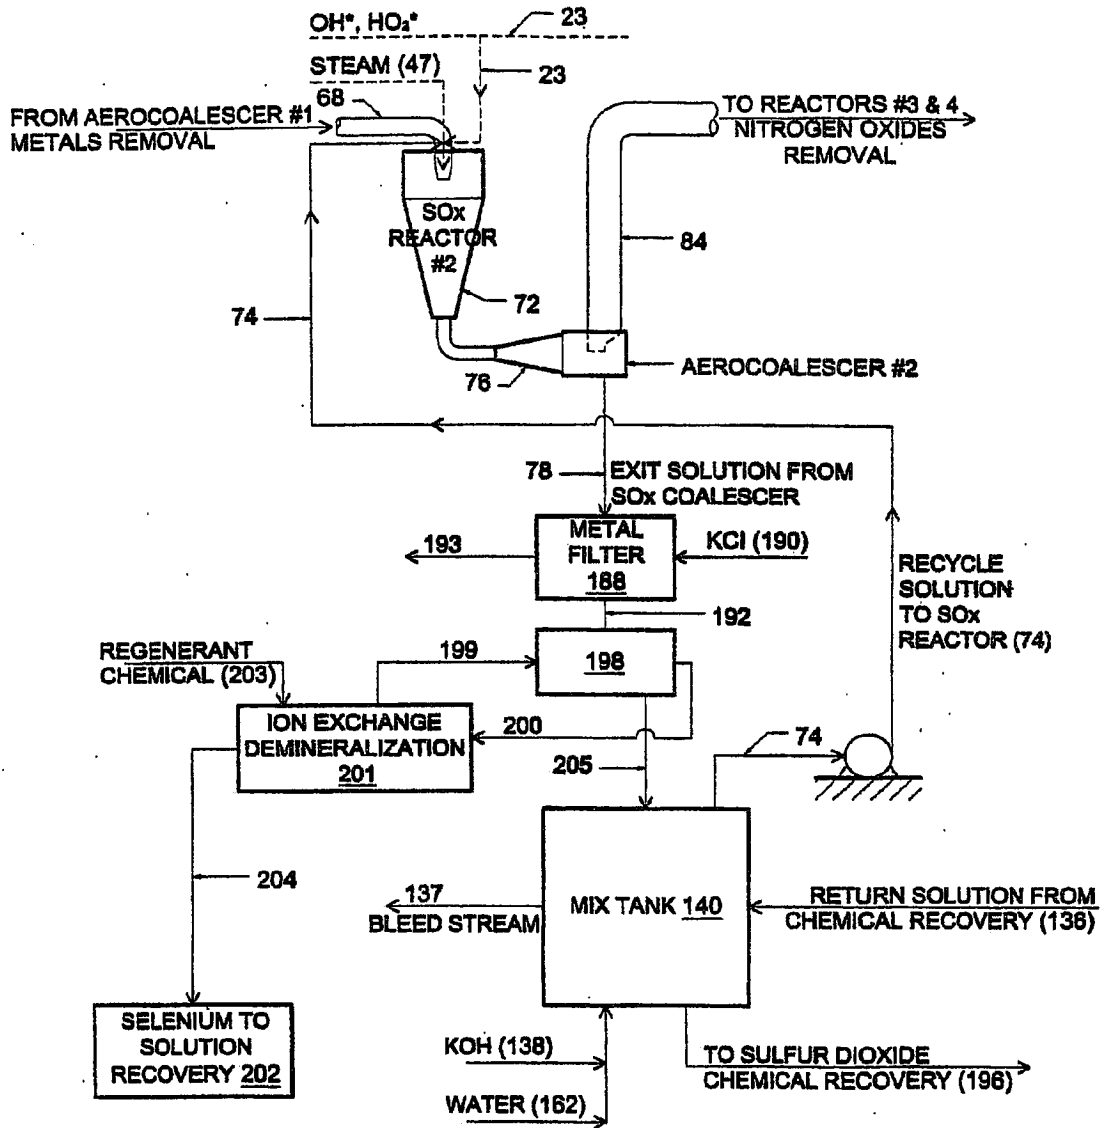 OH*, HO₂*
23
STEAM (47)
23
68
FROM AEROCOALESCER #1
METALS REMOVAL
TO REACTORS #3 & 4
NITROGEN OXIDES
REMOVAL
SOx
REACTOR
#2
84
72
74
76
AEROCOALESCER #2
78
EXIT SOLUTION FROM
SOx COALESCER
METAL
FILTER
188
193
KCl (190)
RECYCLE
SOLUTION
TO SOx
REACTOR (74)
192
REGENERANT
CHEMICAL (203)
199
198
ION EXCHANGE
DEMINERALIZATION
201
200
205
74
204
137
BLEED STREAM
MIX TANK 140
RETURN SOLUTION FROM
CHEMICAL RECOVERY (136)
SELENIUM TO
SOLUTION
RECOVERY 202
KOH (138)
WATER (162)
TO SULFUR DIOXIDE
CHEMICAL RECOVERY (196)